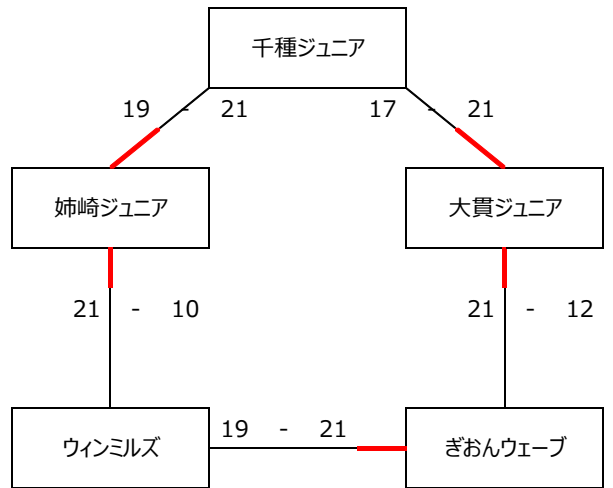 千種ジュニア
19 - 21
17 - 21
姉崎ジュニア
大貫ジュニア
21 - 10
21 - 12
ウィンミルズ
19 - 21
ぎおんウェーブ